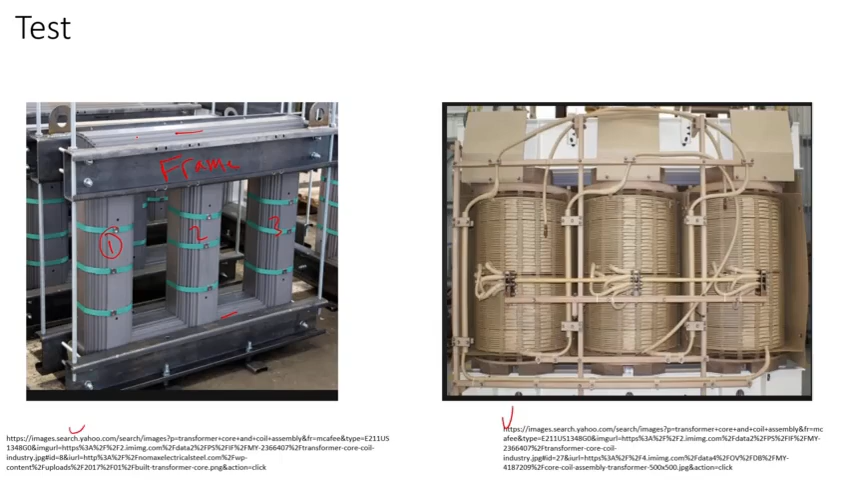 Test
Frame
1
2
3
https://images.search.yahoo.com/search/images?p=transformer+core+and+coil+assembly&fr=mcafee&type=E211US
1348G0&imgurl=https%3A%2F%2F2.imimg.com%2Fdata2%2FPS%2FIF%2FMY-2366407%2Ftransformer-core-coil-
industry.jpg#id=8&iurl=http%3A%2F%2Fnomaxelectricalsteel.com%2Fwp-
content%2Fuploads%2F2017%2F01%2Fbuilt-transformer-core.png&action=click
https://images.search.yahoo.com/search/images?p=transformer+core+and+coil+assembly&fr=mc
afee&type=E211US1348G0&imgurl=https%3A%2F%2F2.imimg.com%2Fdata2%2FPS%2FIF%2FMY-
2366407%2Ftransformer-core-coil-
industry.jpg#id=27&iurl=https%3A%2F%2F4.imimg.com%2Fdata4%2FOV%2FDB%2FMY-
4187209%2Fcore-coil-assembly-transformer-500x500.jpg&action=click